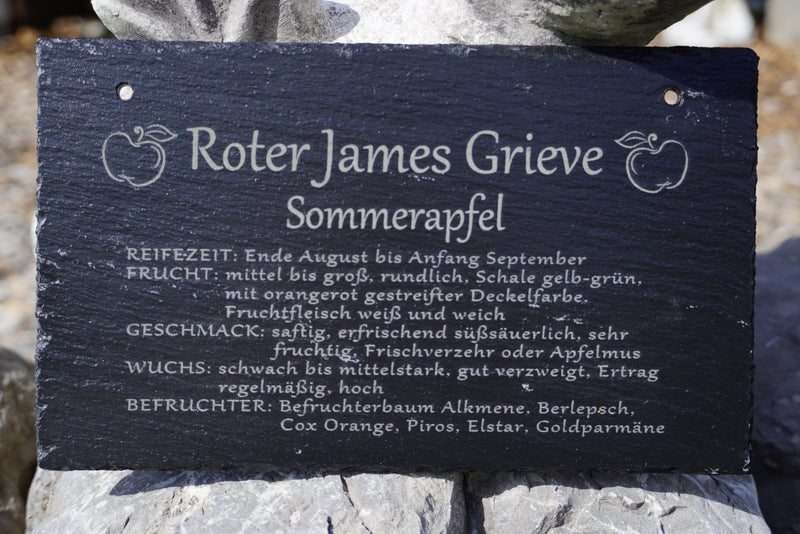 Roter James Grieve
Sommerapfel
REIFEZEIT: Ende August bis Anfang September
FRUCHT: mittel bis groß, rundlich, Schale gelb-grün,
mit orangerot gestreifter Deckelfarbe.
Fruchtfleisch weiß und weich
GESCHMACK: saftig, erfrischend süßsäuerlich, sehr
fruchtig, Frischverzehr oder Apfelmus
WUCHS: schwach bis mittelstark, gut verzweigt, Ertrag
regelmäßig, hoch
BEFRUCHTER: Befruchterbaum Alkmene, Berlepsch,
Cox Orange, Piros, Elstar, Goldparmäne